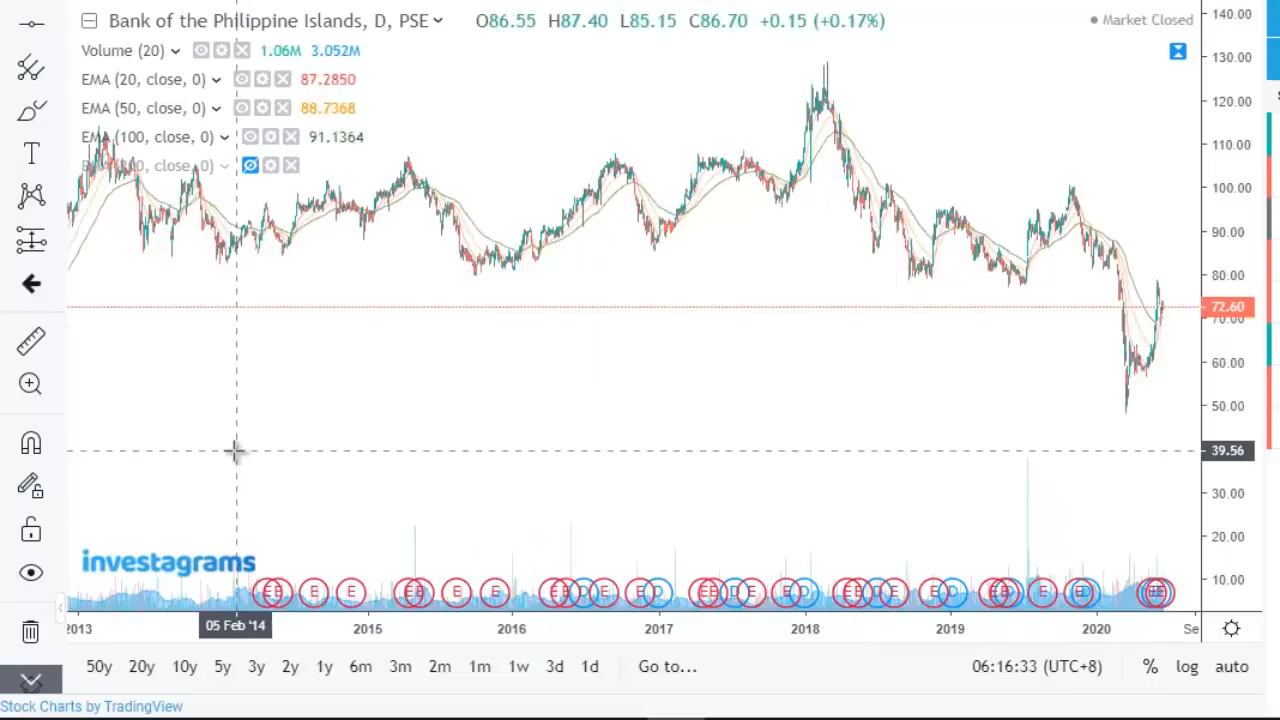 Bank of the Philippine Islands, D, PSE O86.55 H87.40 L85.15 C86.70 +0.15 (+0.17%) Market Closed
Volume (20) 1.06M 3.052M
EMA (20, close, 0) 87.2850
EMA (50, close, 0) 88.7368
EMA (100, close, 0) 91.1364
close, 0)
140.00
130.00
120.00
110.00
100.00
90.00
80.00
72.60
70.00
60.00
50.00
39.56
30.00
20.00
10.00
investagrams
E E E E E E E E E E D E E D E E D E E D E E D E E D E E D E E D E E
2013 05 Feb '14 2015 2016 2017 2018 2019 2020 Se
50y 20y 10y 5y 3y 2y 1y 6m 3m 2m 1m 1w 3d 1d Go to... 06:16:33 (UTC+8) % log auto
Stock Charts by TradingView